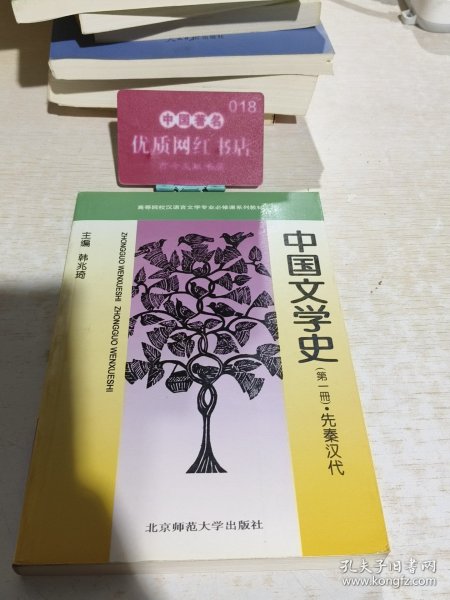 018
中国著名
优质网红书店
高等院校汉语言文学专业必修课系列教材
中国文学史
(第一册)·先秦汉代
主编 韩兆琦
ZHONGGUO WENXUESHI ZHONGGUO WENXUESHI
北京师范大学出版社
孔夫子旧书网
www.kongfz.com